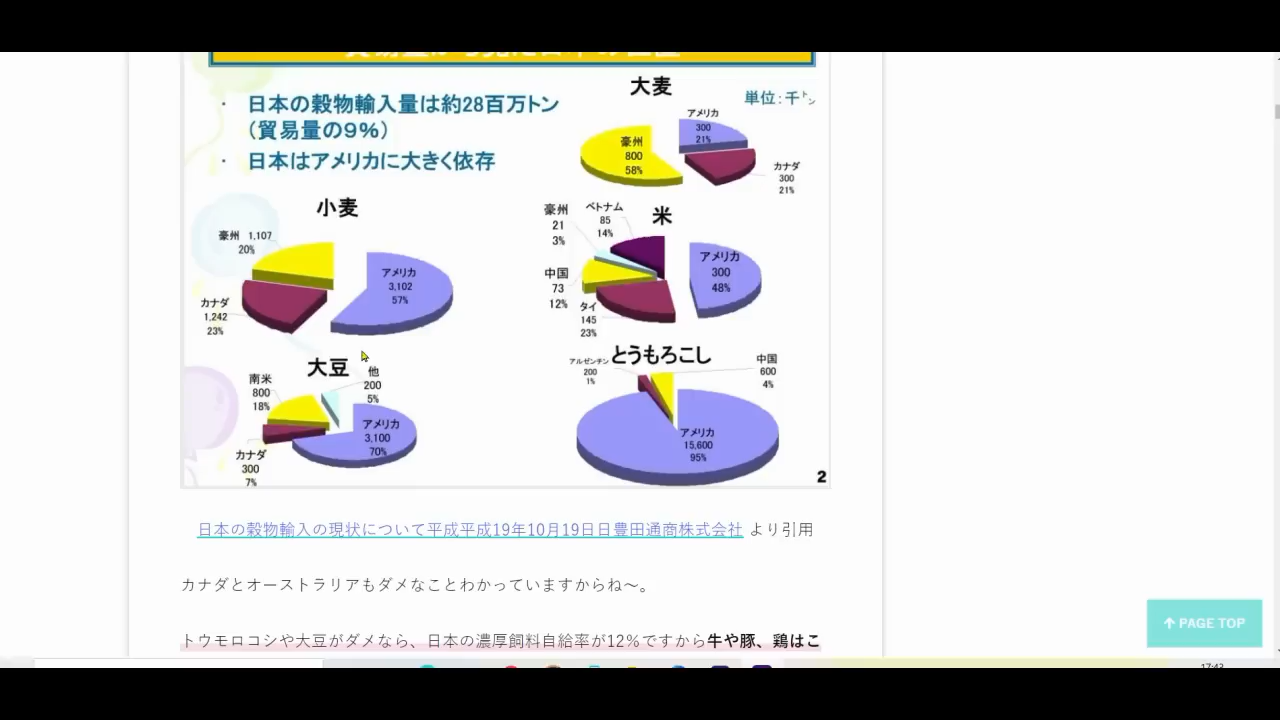 ・ 日本の穀物輸入量は約28百万トン
（貿易量の9％）
・ 日本はアメリカに大きく依存
単位：千トン
大麦
アメリカ
300
21%
豪州
800
58%
カナダ
300
21%
小麦
豪州 1,107
20%
アメリカ
3,102
57%
カナダ
1,242
23%
米
豪州
21
3%
ベトナム
85
14%
アメリカ
300
48%
中国
73
12%
タイ
145
23%
大豆
他
200
5%
南米
800
18%
アメリカ
3,100
70%
カナダ
300
7%
とうもろこし
アルゼンチン
200
1%
中国
600
4%
アメリカ
15,600
95%
2
日本の穀物輸入の現状について平成平成19年10月19日日豊田通商株式会社 より引用
カナダとオーストラリアもダメなことわかっていますからね～。
トウモロコシや大豆がダメなら、日本の濃厚飼料自給率が12％ですから牛や豚、鶏はこ
↑ PAGE TOP